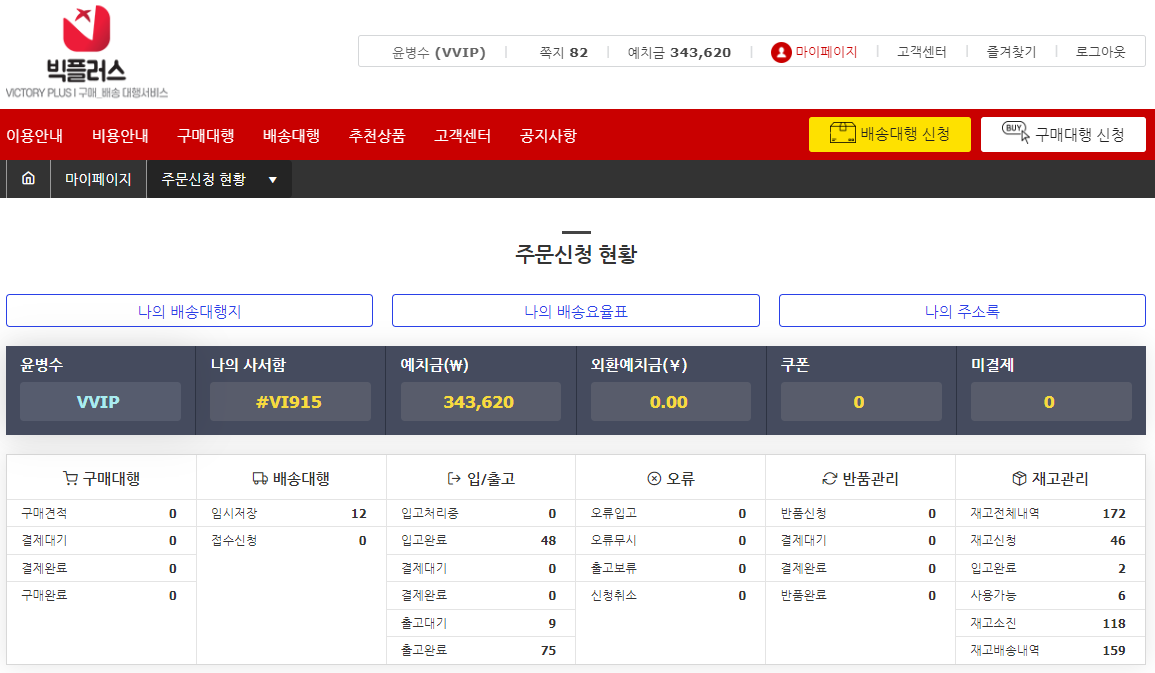 빅플러스
VICTORY PLUS I 구매_배송 대행서비스
윤병수 (VVIP) 쪽지 82 예치금 343,620 마이페이지 고객센터 즐겨찾기 로그아웃
이용안내 비용안내 구매대행 배송대행 추천상품 고객센터 공지사항 배송대행 신청 BUY 구매대행 신청
마이페이지 주문신청 현황 ▼
주문신청 현황
나의 배송대행지 나의 배송요율표 나의 주소록
윤병수 나의 사서함 예치금(₩) 외환예치금(¥) 쿠폰 미결제
VVIP #VI915 343,620 0.00 0 0
구매대행 배송대행 입/출고 오류 반품관리 재고관리
구매견적 0 임시저장 12 입고처리중 0 오류입고 0 반품신청 0 재고전체내역 172
결제대기 0 접수신청 0 입고완료 48 오류무시 0 결제대기 0 재고신청 46
결제완료 0 결제대기 0 출고보류 0 결제완료 0 입고완료 2
구매완료 0 결제완료 0 신청취소 0 반품완료 0 사용가능 6
출고대기 9 재고소진 118
출고완료 75 재고배송내역 159